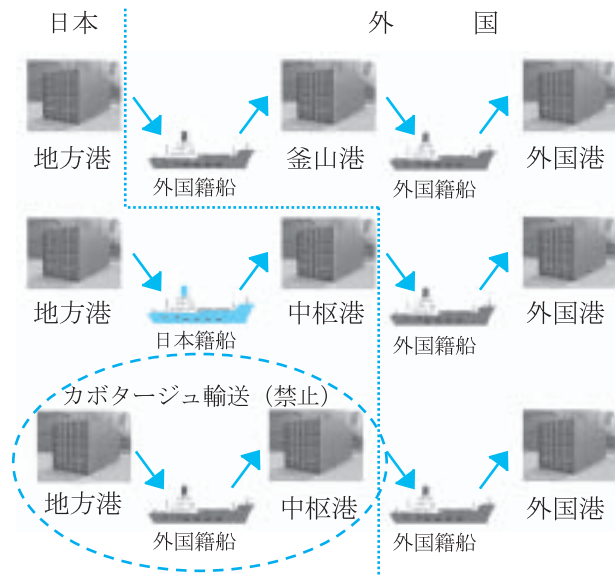 日本
外国
地方港
釜山港
外国港
外国籍船
外国籍船
地方港
中枢港
外国港
日本籍船
外国籍船
カボタージュ輸送（禁止）
地方港
中枢港
外国港
外国籍船
外国籍船